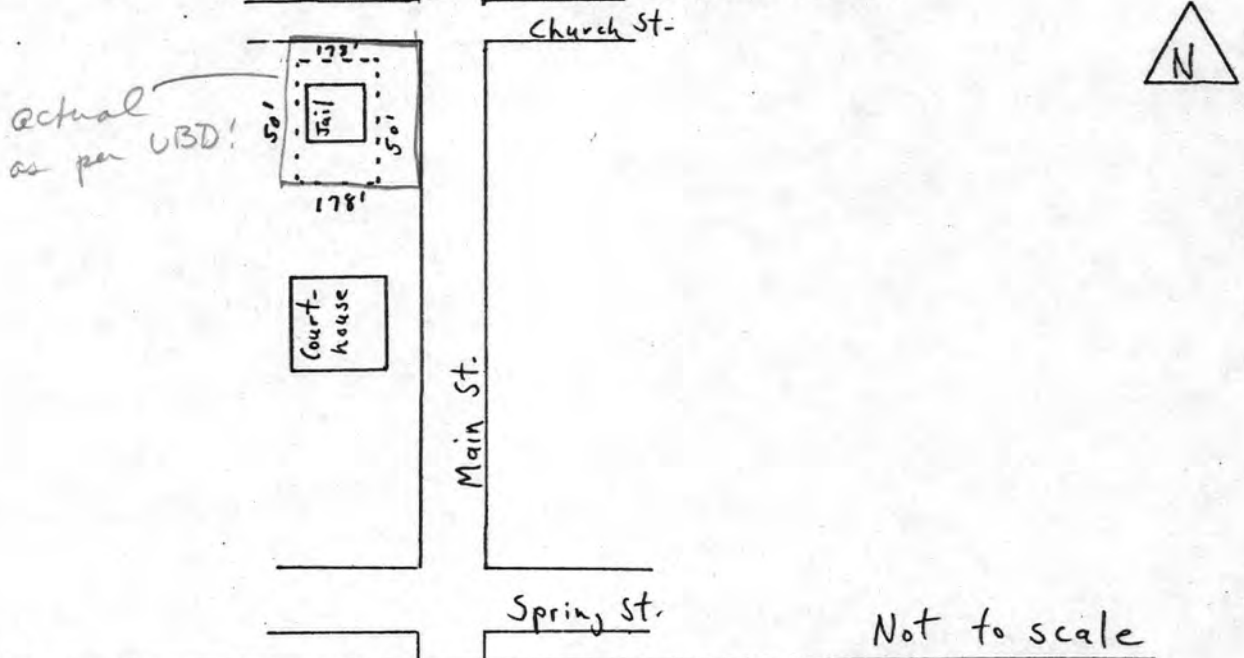 Church St.
N
178'
actual
as per UBD!
50'
Jail
50'
178'
Court-
house
Main St.
Spring St.
Not to scale